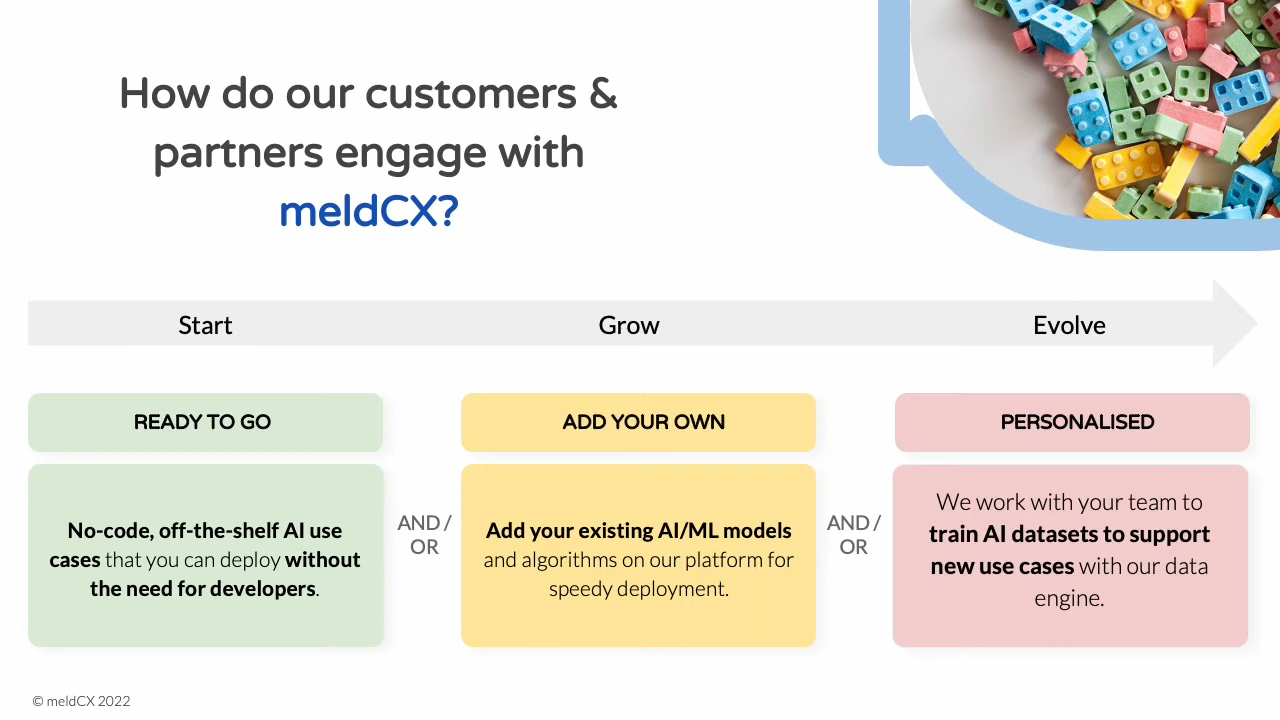 How do our customers &
partners engage with
meldCX?
Start
Grow
Evolve
READY TO GO
ADD YOUR OWN
PERSONALISED
No-code, off-the-shelf AI use
cases that you can deploy without
the need for developers.
AND /
OR
Add your existing AI/ML models
and algorithms on our platform for
speedy deployment.
AND /
OR
We work with your team to
train AI datasets to support
new use cases with our data
engine.
© meldCX 2022